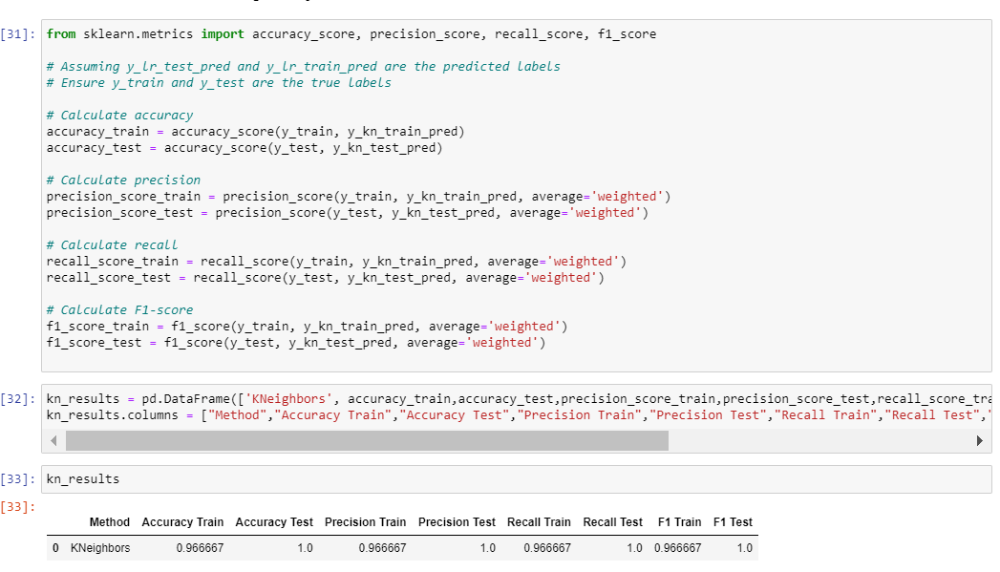 [31]: from sklearn.metrics import accuracy_score, precision_score, recall_score, f1_score
# Assuming y_lr_test_pred and y_lr_train_pred are the predicted labels
# Ensure y_train and y_test are the true labels
# Calculate accuracy
accuracy_train = accuracy_score(y_train, y_kn_train_pred)
accuracy_test = accuracy_score(y_test, y_kn_test_pred)
# Calculate precision
precision_score_train = precision_score(y_train, y_kn_train_pred, average='weighted')
precision_score_test = precision_score(y_test, y_kn_test_pred, average='weighted')
# Calculate recall
recall_score_train = recall_score(y_train, y_kn_train_pred, average='weighted')
recall_score_test = recall_score(y_test, y_kn_test_pred, average='weighted')
# Calculate F1-score
f1_score_train = f1_score(y_train, y_kn_train_pred, average='weighted')
f1_score_test = f1_score(y_test, y_kn_test_pred, average='weighted')
[32]: kn_results = pd.DataFrame(['KNeighbors', accuracy_train,accuracy_test,precision_score_train,precision_score_test,recall_score_tra
kn_results.columns = ["Method","Accuracy Train","Accuracy Test","Precision Train","Precision Test","Recall Train","Recall Test","
[33]: kn_results
[33]:
Method Accuracy Train Accuracy Test Precision Train Precision Test Recall Train Recall Test F1 Train F1 Test
0 KNeighbors 0.966667 1.0 0.966667 1.0 0.966667 1.0 0.966667 1.0